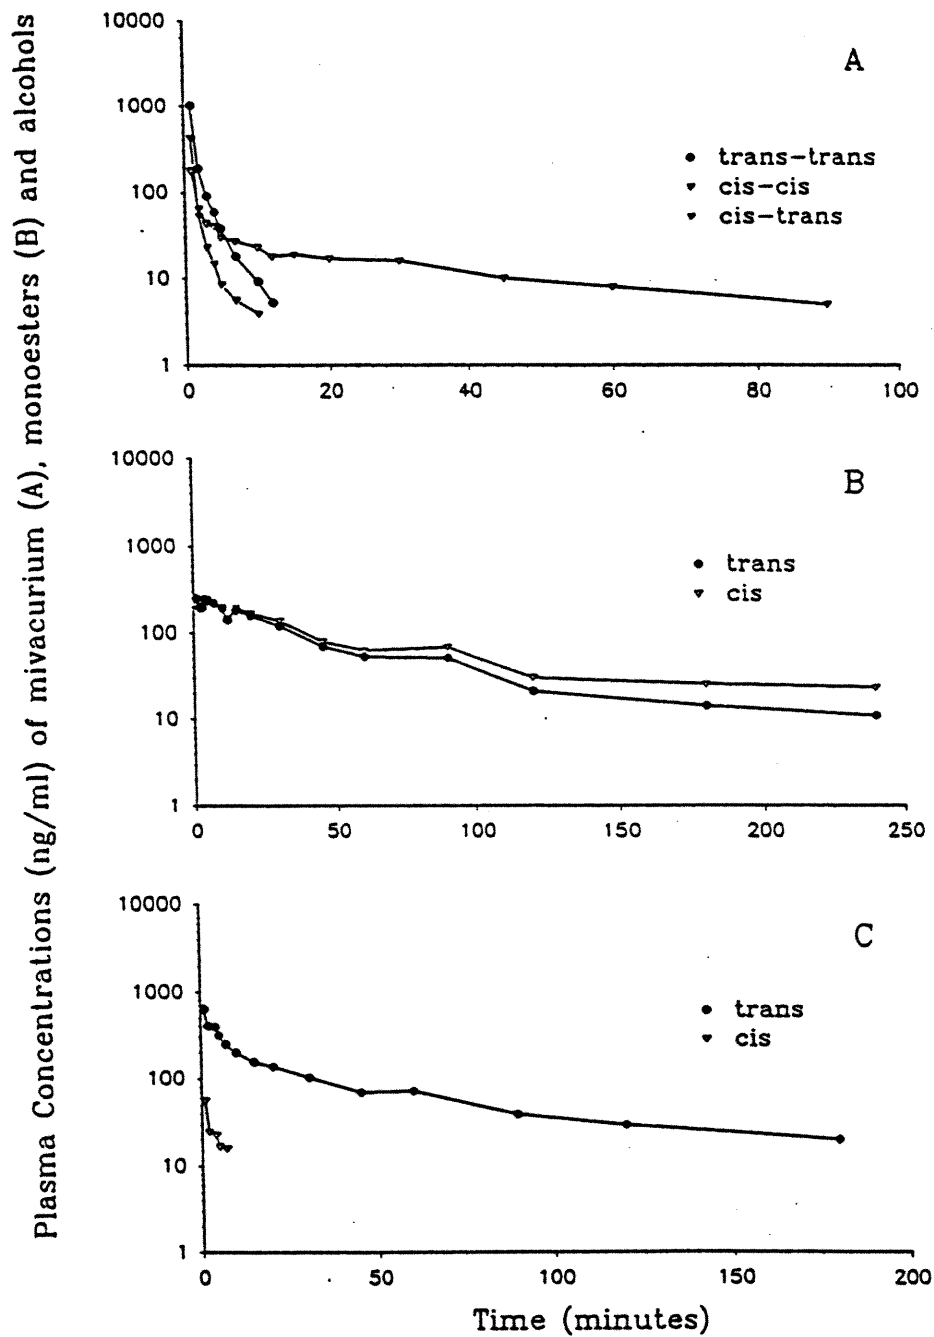 Plasma Concentrations (ng/ml) of mivacurium (A), monoesters (B) and alcohols
10000
1000
100
10
1
A
trans-trans
cis-cis
cis-trans
0 20 40 60 80 100
10000
1000
100
10
1
B
trans
cis
0 50 100 150 200 250
10000
1000
100
10
1
C
trans
cis
0 50 100 150 200
Time (minutes)